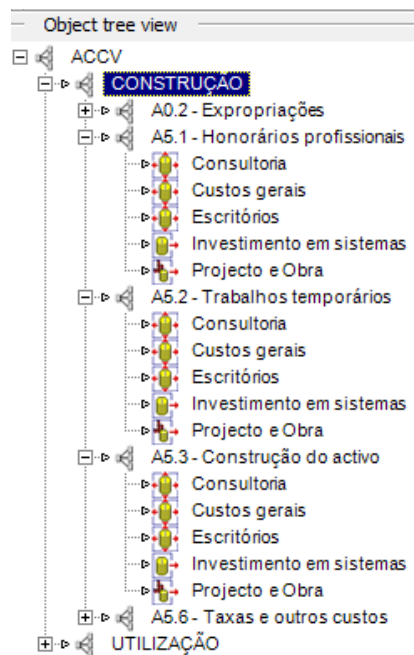 Object tree view
ACCV
CONSTRUÇÃO
A0.2 - Expropriações
A5.1 - Honorários profissionais
Consultoria
Custos gerais
Escritórios
Investimento em sistemas
Projecto e Obra
A5.2 - Trabalhos temporários
Consultoria
Custos gerais
Escritórios
Investimento em sistemas
Projecto e Obra
A5.3 - Construção do activo
Consultoria
Custos gerais
Escritórios
Investimento em sistemas
Projecto e Obra
A5.6 - Taxas e outros custos
UTILIZAÇÃO